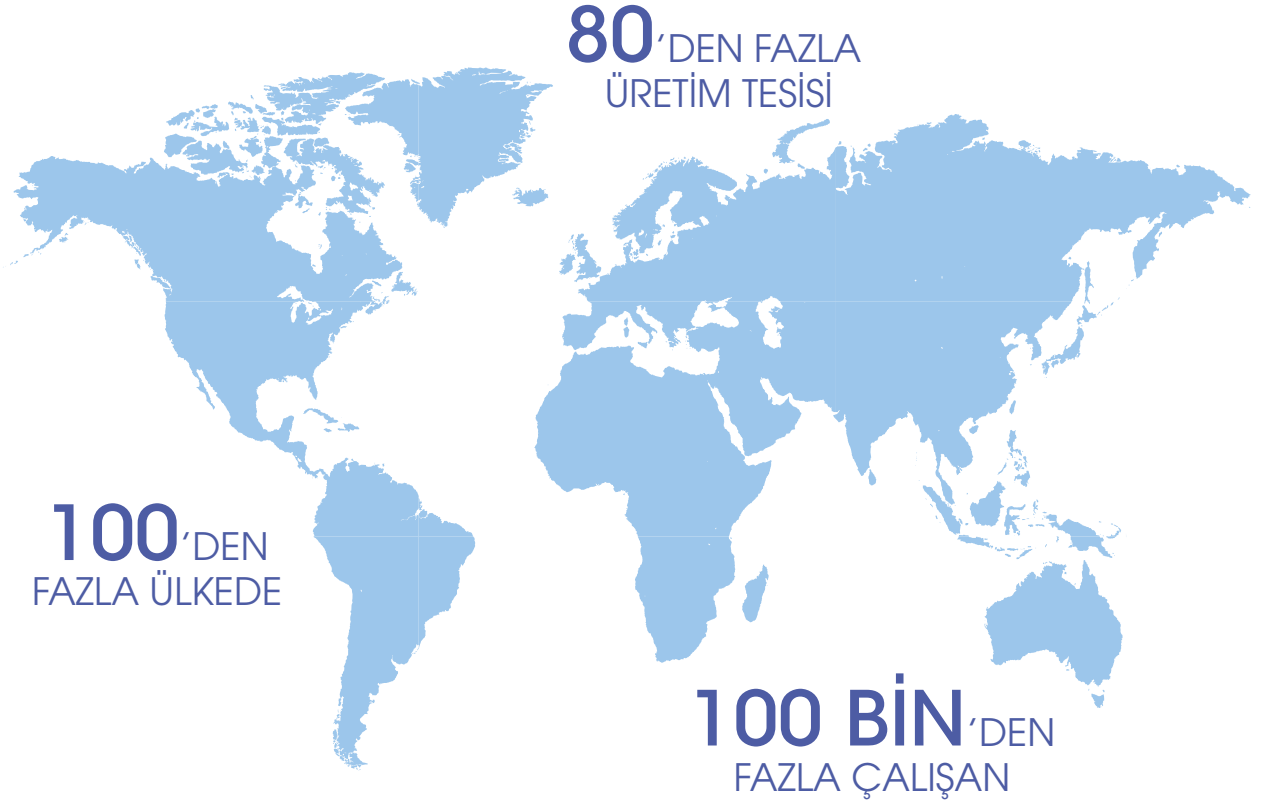 80’DEN FAZLA
ÜRETİM TESİSİ
100’DEN
FAZLA ÜLKEDE
100 BİN’DEN
FAZLA ÇALIŞAN